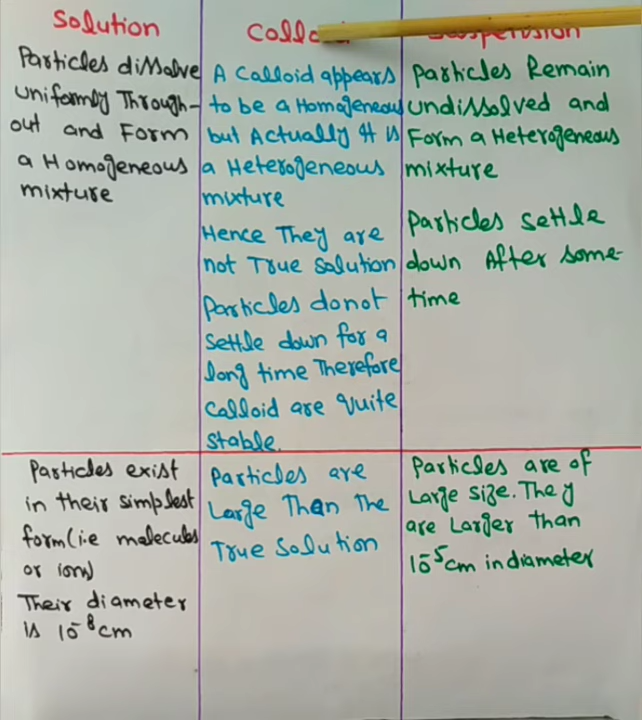 Solution
Particles dissolve
uniformly Through-
out and Form
a Homogeneous
mixture
A Colloid appears
to be a Homogeneous
but Actually It is
a Heterogeneous
mixture
Hence They are
not True solution
Particles donot
Settle down for a
long time Therefore
Colloid are Quite
stable.
Particles Remain
undissolved and
Form a Heterogeneous
mixture
Particles settle
down After some-
time
Particles exist
in their simplest
form(i.e molecules
or ions)
Their diameter
is 10⁻⁸cm
Particles are
Large Than The
True Solution
Particles are of
Large size. They
are Larger than
10⁻⁵cm in diameter